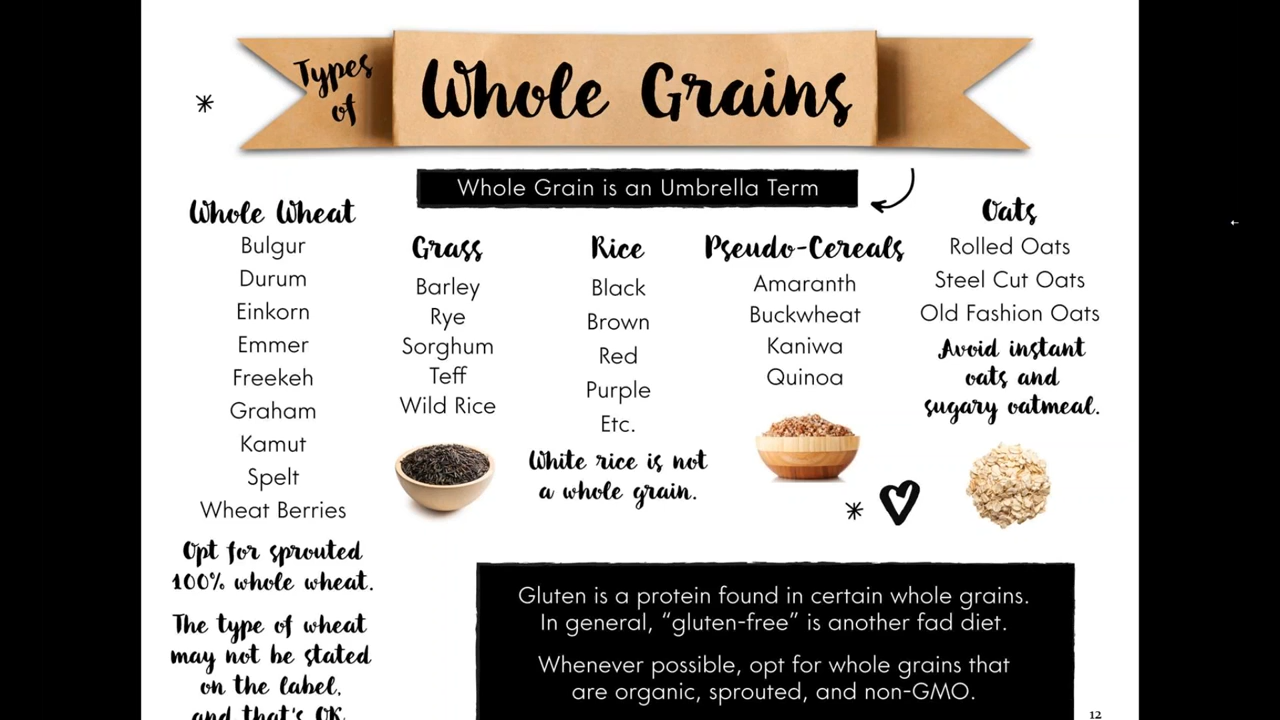 Types
of
Whole Grains
Whole Grain is an Umbrella Term
Whole Wheat
Bulgur
Durum
Einkorn
Emmer
Freekeh
Graham
Kamut
Spelt
Wheat Berries
Opt for sprouted
100% whole wheat.
The type of wheat
may not be stated
on the label,
and that's OK
Grass
Barley
Rye
Sorghum
Teff
Wild Rice
Rice
Black
Brown
Red
Purple
Etc.
White rice is not
a whole grain.
Pseudo-Cereals
Amaranth
Buckwheat
Kaniwa
Quinoa
Oats
Rolled Oats
Steel Cut Oats
Old Fashion Oats
Avoid instant
oats and
sugary oatmeal.
Gluten is a protein found in certain whole grains.
In general, “gluten-free” is another fad diet.
Whenever possible, opt for whole grains that
are organic, sprouted, and non-GMO.
12